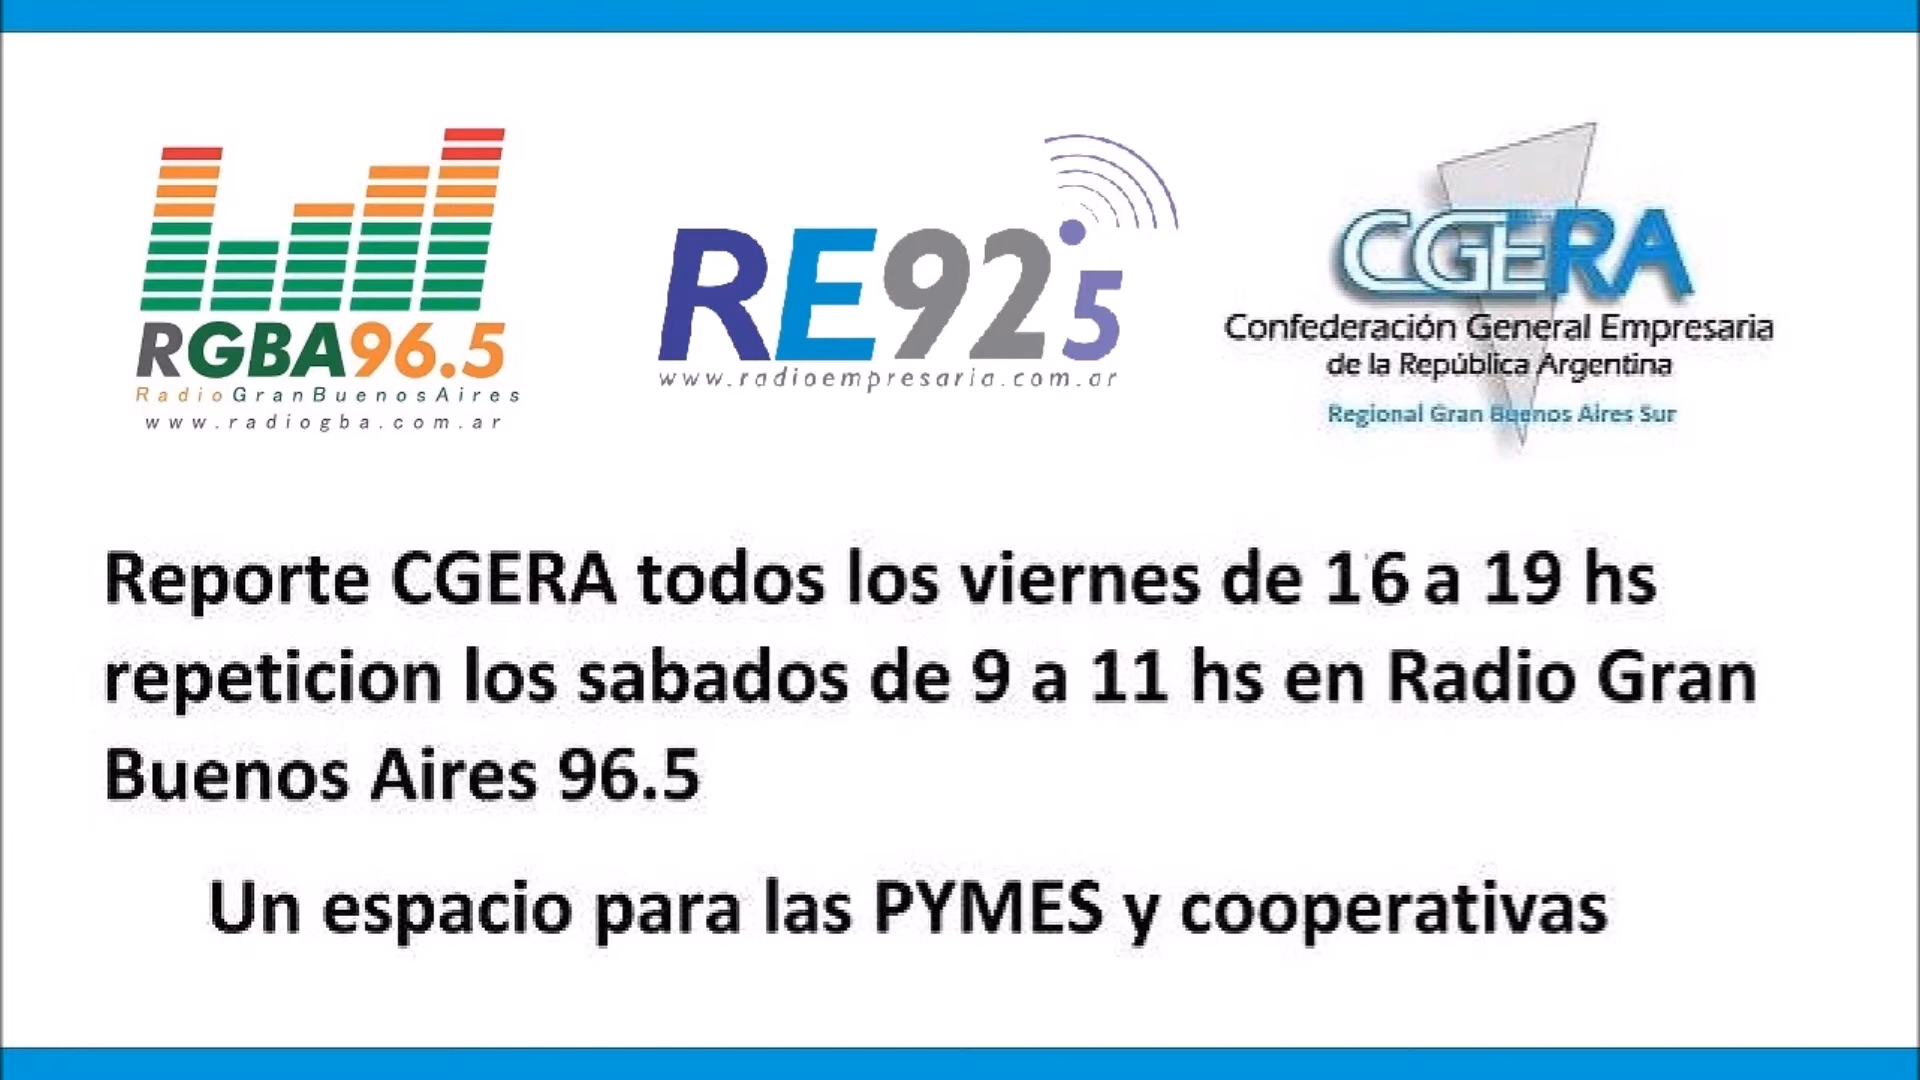 RGBA96.5
RadioGranBuenosAires
www.radiogba.com.ar
RE92.5
www.radioempresaria.com.ar
CGERA
Confederación General Empresaria
de la República Argentina
Regional Gran Buenos Aires Sur
Reporte CGERA todos los viernes de 16 a 19 hs
repeticion los sabados de 9 a 11 hs en Radio Gran
Buenos Aires 96.5
Un espacio para las PYMES y cooperativas